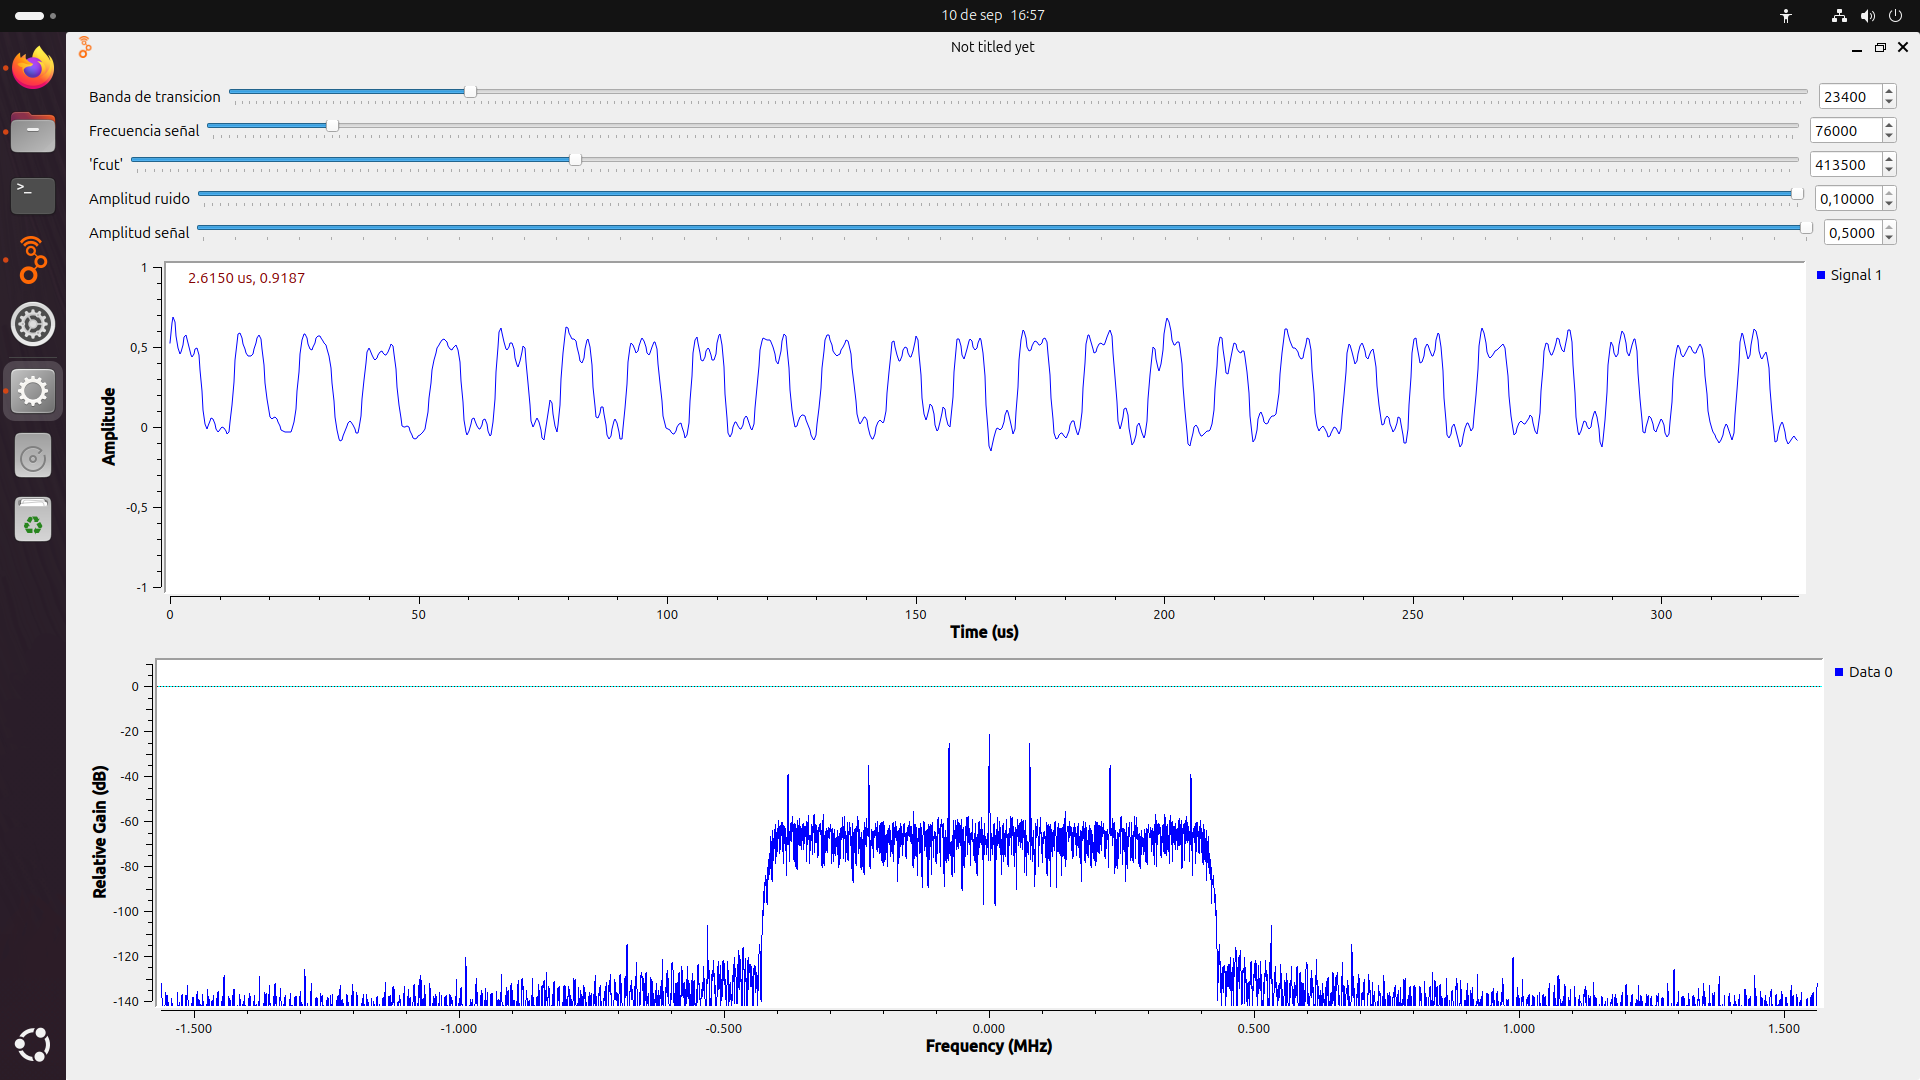 10 de sep 16:57
Not titled yet
Banda de transicion 23400
Frecuencia señal 76000
'fcut' 413500
Amplitud ruido 0,10000
Amplitud señal 0,5000
2.6150 us, 0.9187
Signal 1
1
0,5
0
-0,5
-1
Amplitude
0 50 100 150 200 250 300
Time (us)
Data 0
0
-20
-40
-60
-80
-100
-120
-140
Relative Gain (dB)
-1.500 -1.000 -0.500 0.000 0.500 1.000 1.500
Frequency (MHz)
>_